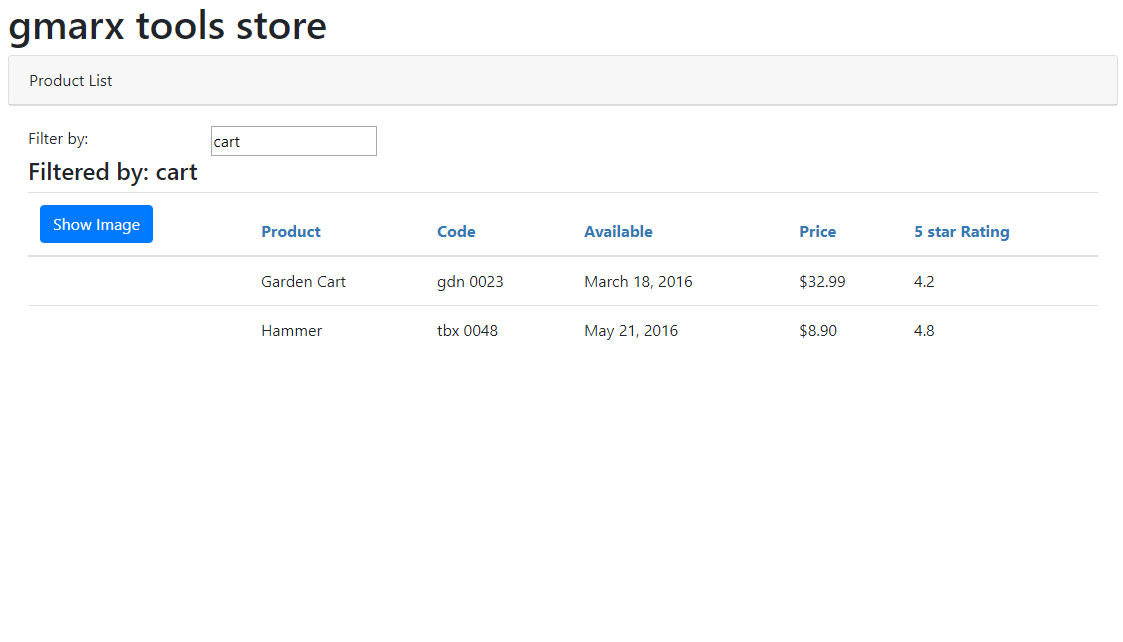 gmarx tools store
Product List
Filter by: cart
Filtered by: cart
Show Image Product Code Available Price 5 star Rating
Garden Cart gdn 0023 March 18, 2016 $32.99 4.2
Hammer tbx 0048 May 21, 2016 $8.90 4.8